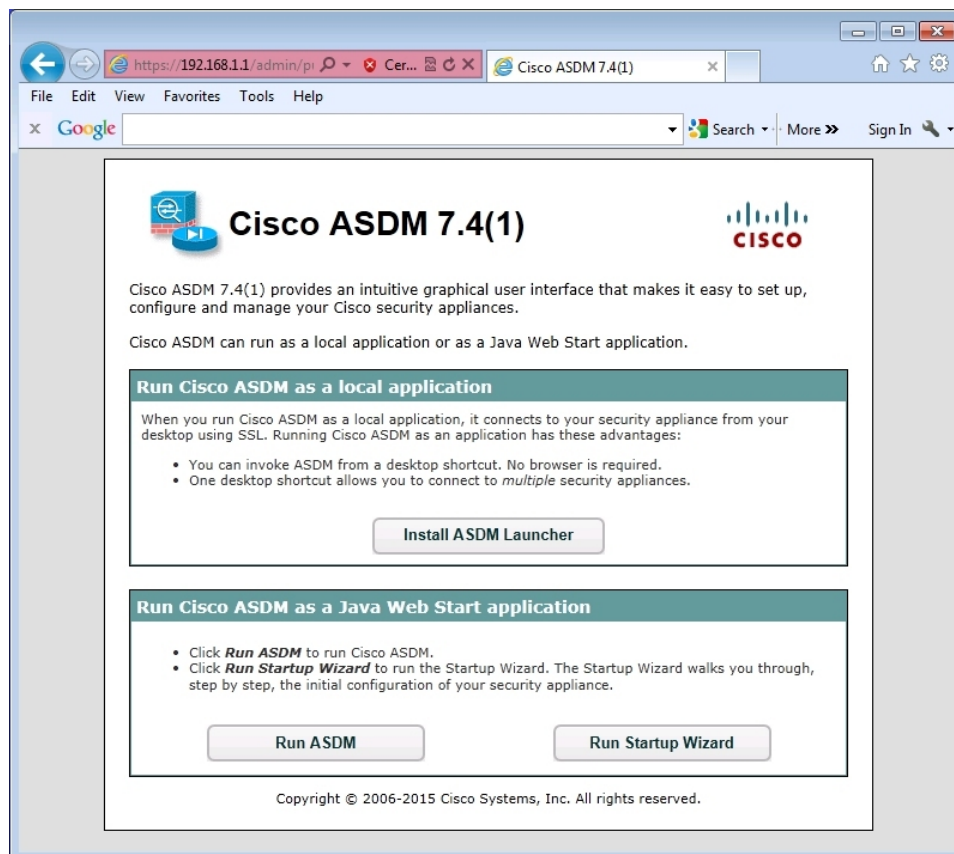 https://192.168.1.1/admin/pu Cer... Cisco ASDM 7.4(1)
File Edit View Favorites Tools Help
x Google Search More >> Sign In
Cisco ASDM 7.4(1)
CISCO
Cisco ASDM 7.4(1) provides an intuitive graphical user interface that makes it easy to set up,
configure and manage your Cisco security appliances.
Cisco ASDM can run as a local application or as a Java Web Start application.
Run Cisco ASDM as a local application
When you run Cisco ASDM as a local application, it connects to your security appliance from your
desktop using SSL. Running Cisco ASDM as an application has these advantages:
• You can invoke ASDM from a desktop shortcut. No browser is required.
• One desktop shortcut allows you to connect to multiple security appliances.
Install ASDM Launcher
Run Cisco ASDM as a Java Web Start application
• Click Run ASDM to run Cisco ASDM.
• Click Run Startup Wizard to run the Startup Wizard. The Startup Wizard walks you through,
step by step, the initial configuration of your security appliance.
Run ASDM Run Startup Wizard
Copyright © 2006-2015 Cisco Systems, Inc. All rights reserved.